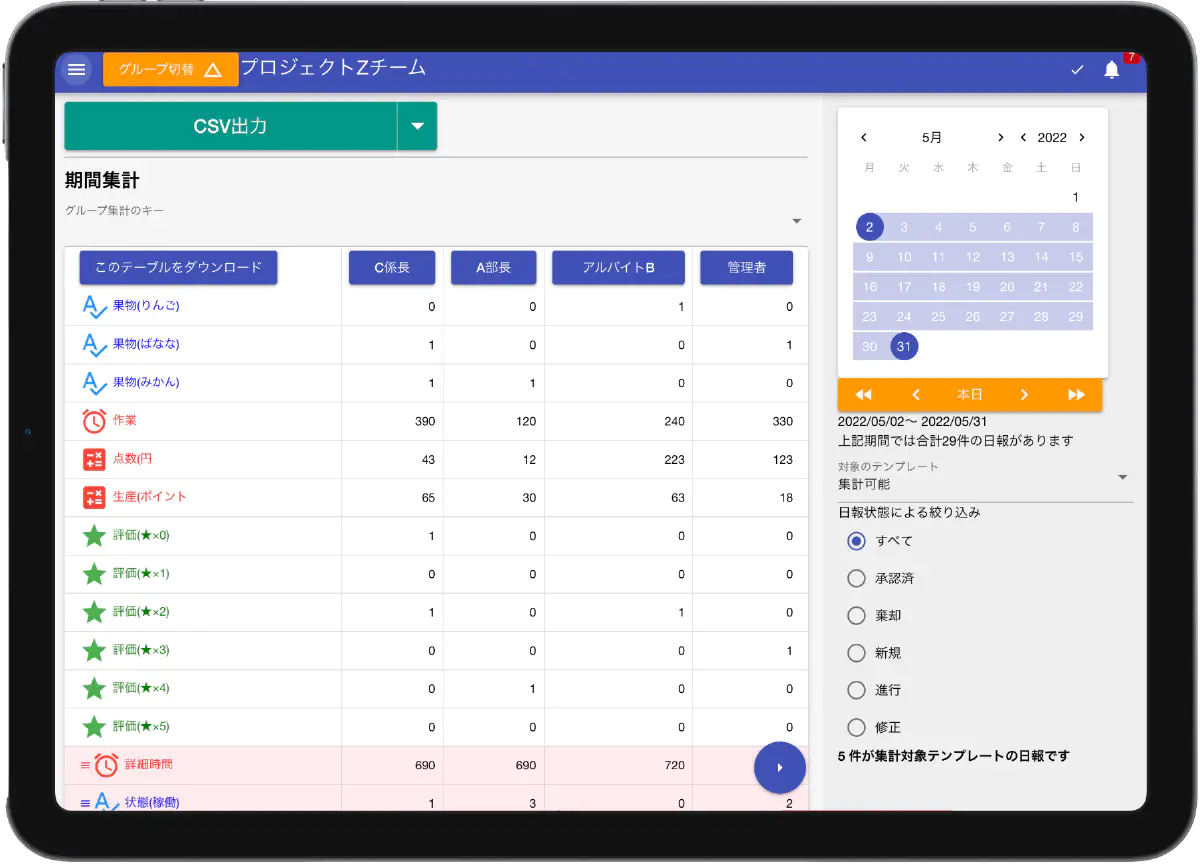 グループ切替 プロジェクトZチーム 7
CSV出力
期間集計
グループ集計のキー
このテーブルをダウンロード C係長 A部長 アルバイトB 管理者
果物(りんご) 0 0 1 0
果物(ばなな) 1 0 0 1
果物(みかん) 1 1 0 0
作業 390 120 240 330
点数(円 43 12 223 123
生産(ポイント 65 30 63 18
評価(★×0) 1 0 0 0
評価(★×1) 0 0 0 0
評価(★×2) 1 0 1 0
評価(★×3) 0 0 0 1
評価(★×4) 0 1 0 0
評価(★×5) 0 0 0 0
詳細時間 690 690 720
状態(稼働) 1 3 0 2
5月 2022
月 火 水 木 金 土 日
1
2 3 4 5 6 7 8
9 10 11 12 13 14 15
16 17 18 19 20 21 22
23 24 25 26 27 28 29
30 31
本日
2022/05/02〜 2022/05/31
上記期間では合計29件の日報があります
対象のテンプレート
集計可能
日報状態による絞り込み
すべて
承認済
棄却
新規
進行
修正
5 件が集計対象テンプレートの日報です